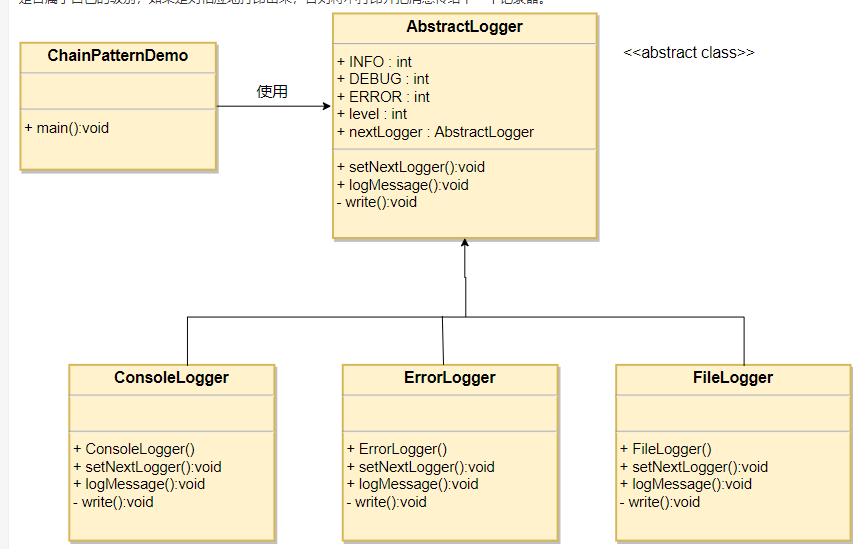 AbstractLogger
<<abstract class>>
+ INFO : int
+ DEBUG : int
+ ERROR : int
+ level : int
+ nextLogger : AbstractLogger
+ setNextLogger():void
+ logMessage():void
- write():void
ChainPatternDemo
+ main():void
使用
ConsoleLogger
+ ConsoleLogger()
+ setNextLogger():void
+ logMessage():void
- write():void
ErrorLogger
+ ErrorLogger()
+ setNextLogger():void
+ logMessage():void
- write():void
FileLogger
+ FileLogger()
+ setNextLogger():void
+ logMessage():void
- write():void